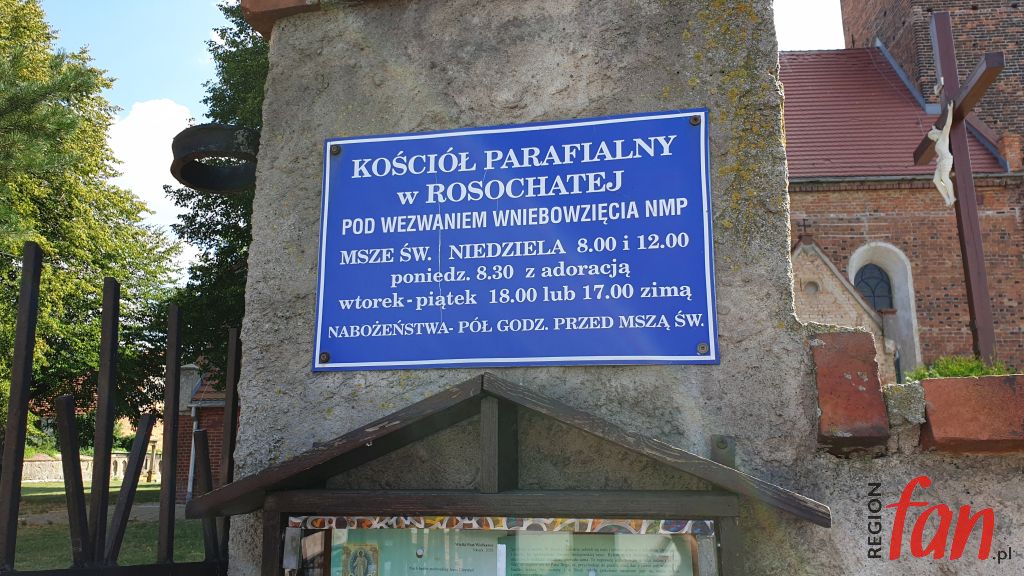 KOŚCIÓŁ PARAFIALNY
w ROSOCHATEJ
POD WEZWANIEM WNIEBOWZIĘCIA NMP
MSZE ŚW. NIEDZIELA 8.00 i 12.00
poniedz. 8.30 z adoracją
wtorek-piątek 18.00 lub 17.00 zimą
NABOŻEŃSTWA- PÓŁ GODZ. PRZED MSZĄ ŚW.
REGION
fan.pl